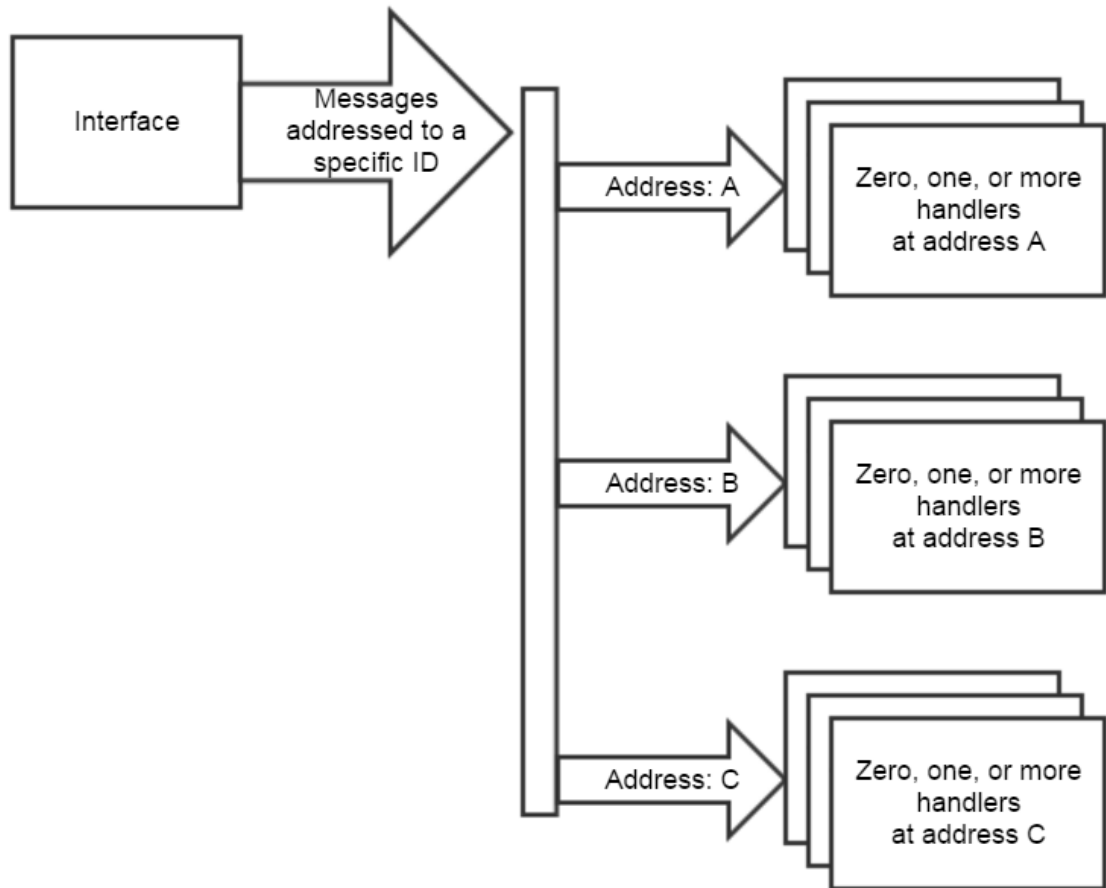 Interface
Messages
addressed to a
specific ID
Address: A
Zero, one, or more
handlers
at address A
Address: B
Zero, one, or more
handlers
at address B
Address: C
Zero, one, or more
handlers
at address C